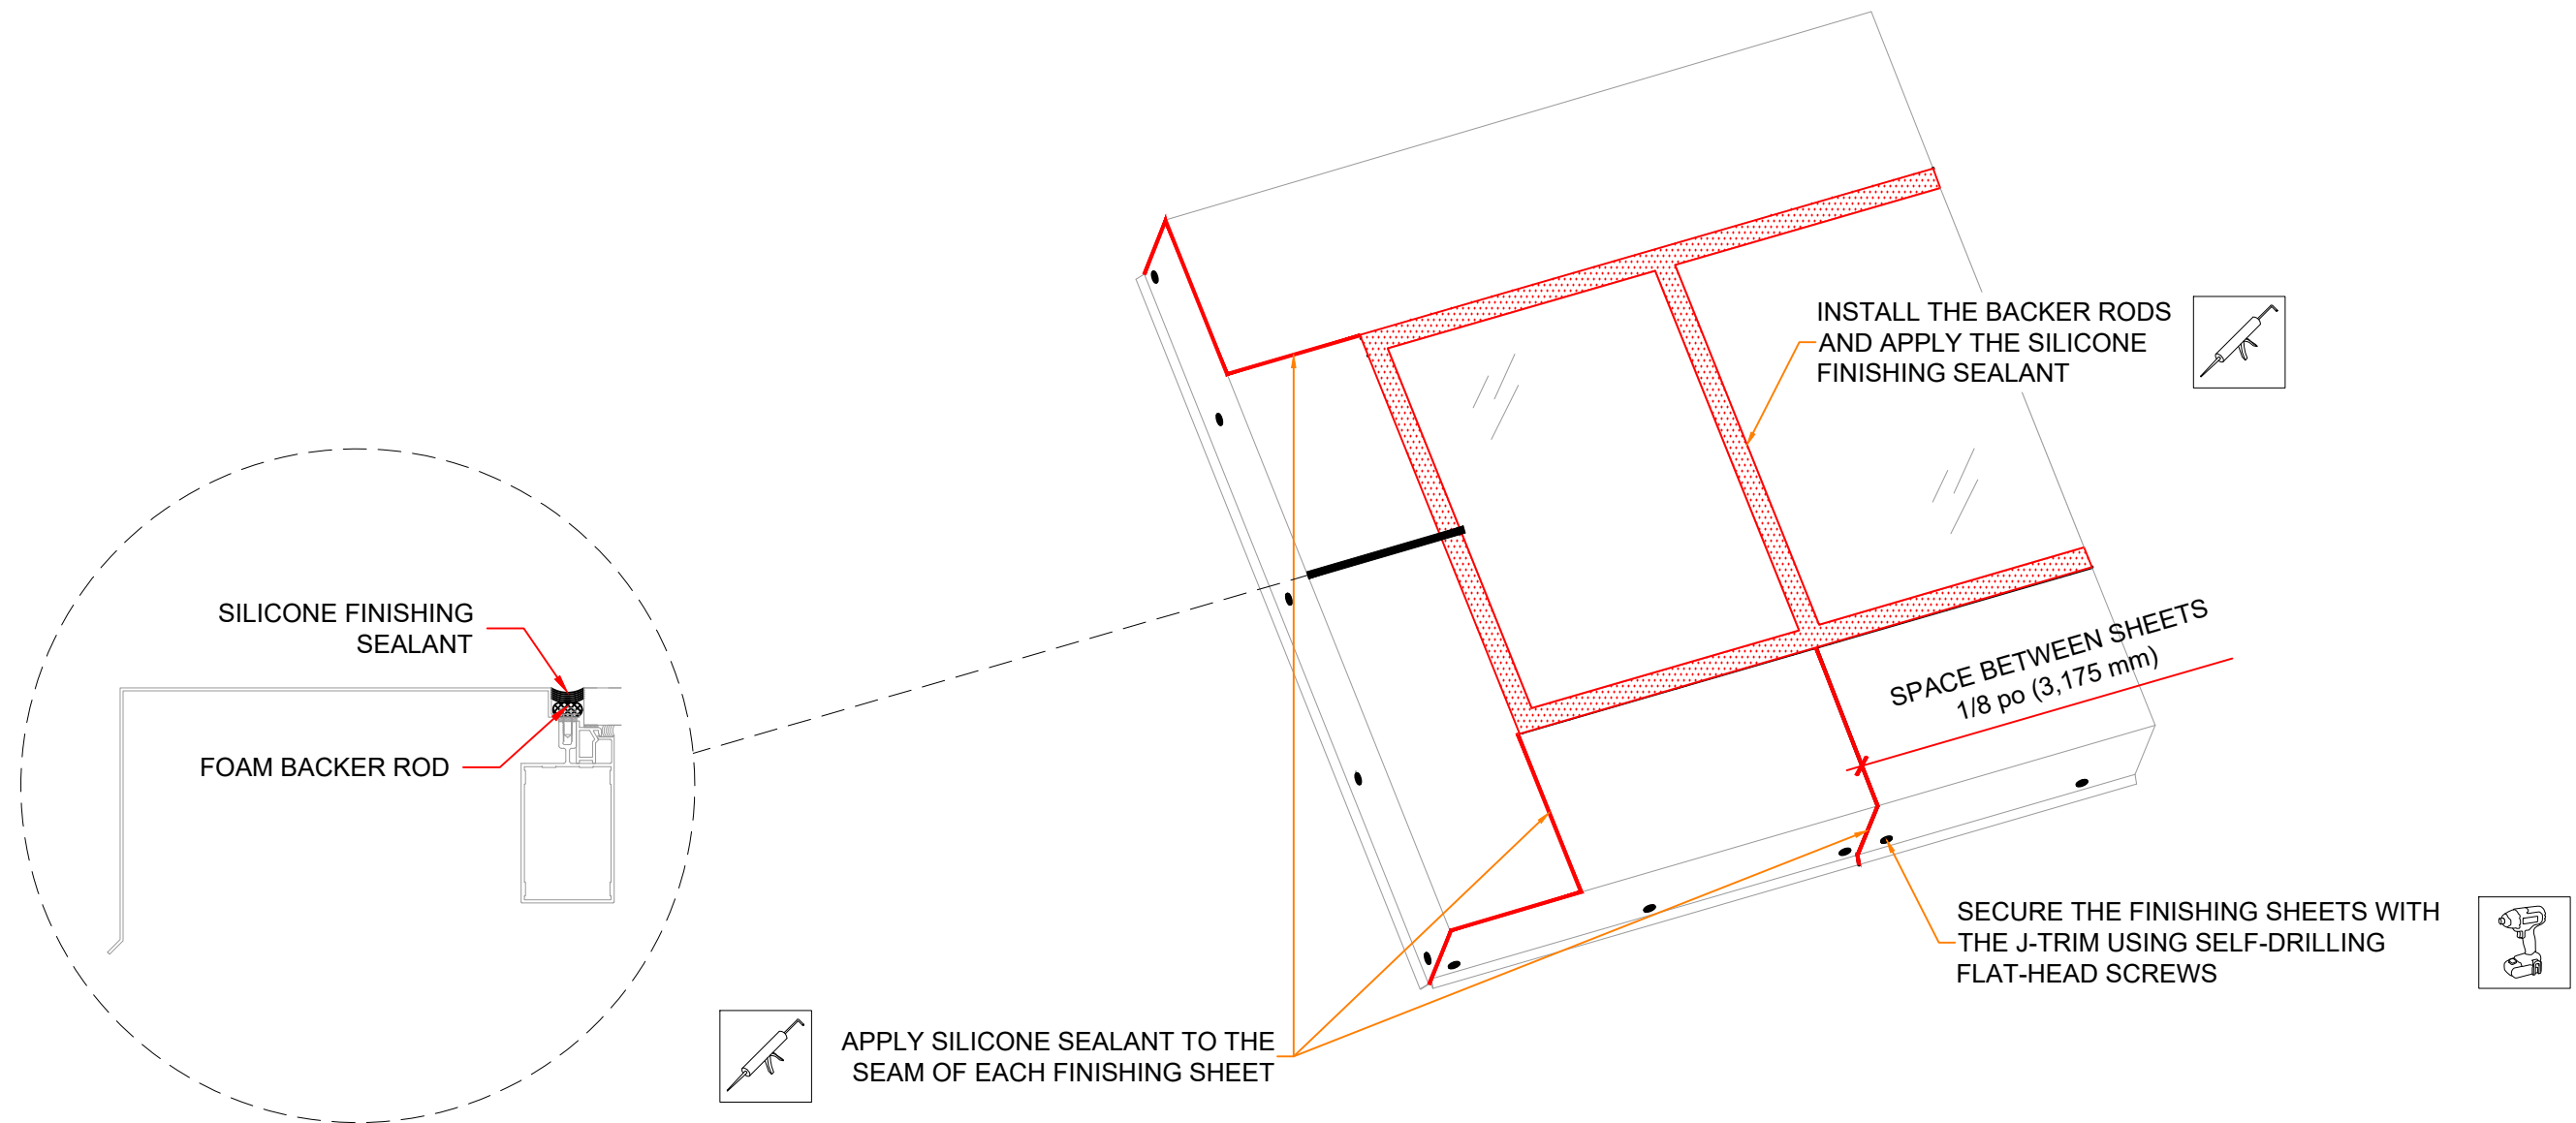 INSTALL THE BACKER RODS
AND APPLY THE SILICONE
FINISHING SEALANT
SILICONE FINISHING
SEALANT
FOAM BACKER ROD
SPACE BETWEEN SHEETS
1/8 po (3,175 mm)
SECURE THE FINISHING SHEETS WITH
THE J-TRIM USING SELF-DRILLING
FLAT-HEAD SCREWS
APPLY SILICONE SEALANT TO THE
SEAM OF EACH FINISHING SHEET